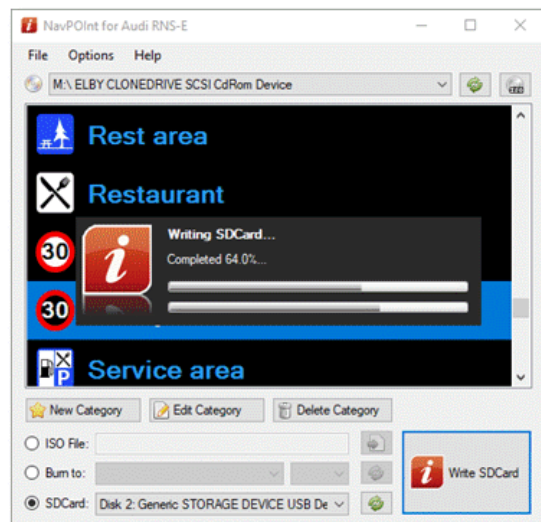 NavPOInt for Audi RNS-E
File Options Help
M:\ ELBY CLONEDRIVE SCSI CdRom Device
Rest area
Restaurant
Writing SDCard...
Completed 64.0%...
30
30
Service area
P
New Category Edit Category Delete Category
ISO File:
Burn to:
Write SDCard
SDCard: Disk 2: Generic STORAGE DEVICE USB De